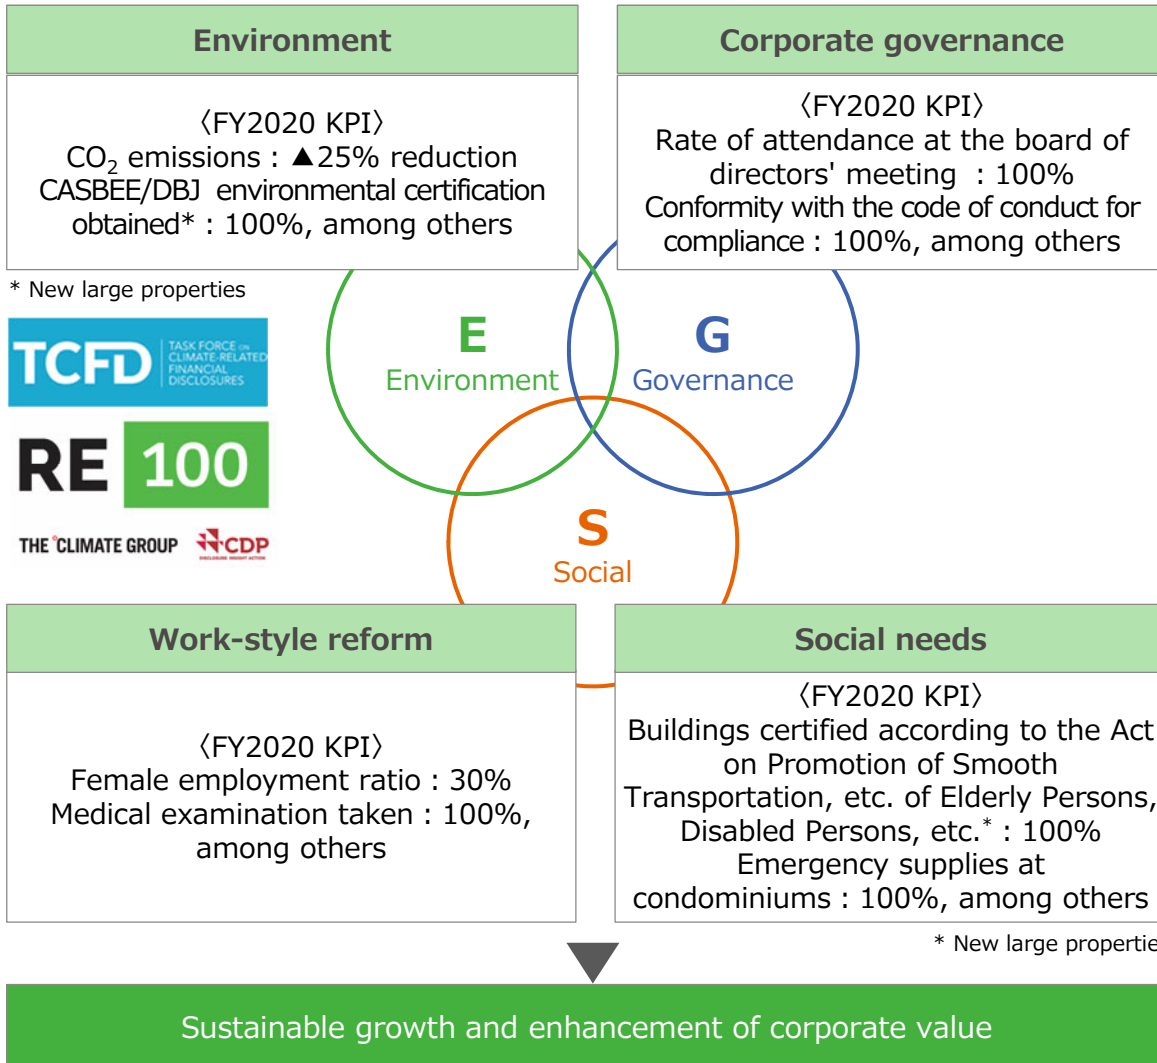 Environment
〈FY2020 KPI〉
CO₂ emissions : ▲25% reduction
CASBEE/DBJ environmental certification
obtained* : 100%, among others
* New large properties
Corporate governance
〈FY2020 KPI〉
Rate of attendance at the board of
directors' meeting : 100%
Conformity with the code of conduct for
compliance : 100%, among others
TCFD
TASK FORCE ON
CLIMATE-RELATED
FINANCIAL
DISCLOSURES
RE 100
THE °CLIMATE GROUP
CDP
DISCLOSURE INSIGHT ACTION
E
Environment
G
Governance
S
Social
Work-style reform
〈FY2020 KPI〉
Female employment ratio : 30%
Medical examination taken : 100%,
among others
Social needs
〈FY2020 KPI〉
Buildings certified according to the Act
on Promotion of Smooth
Transportation, etc. of Elderly Persons,
Disabled Persons, etc.* : 100%
Emergency supplies at
condominiums : 100%, among others
* New large propertie
Sustainable growth and enhancement of corporate value